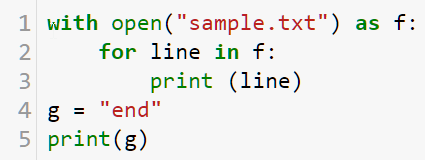 1 with open("sample.txt") as f:
2     for line in f:
3         print (line)
4 g = "end"
5 print(g)